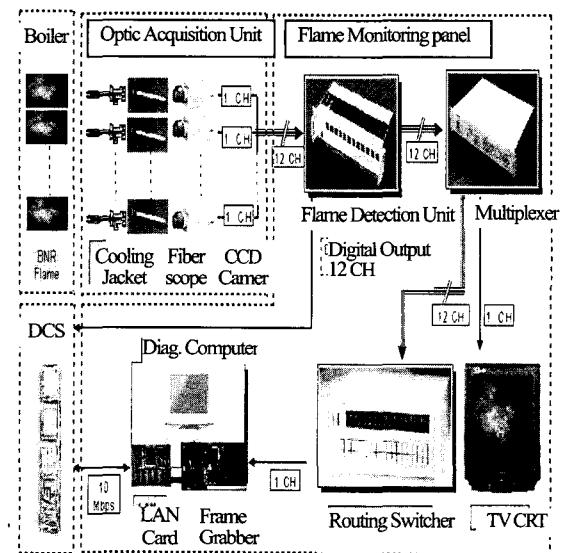 Boiler
Optic Acquisition Unit
Flame Monitoring panel
1 CH
1 CH
1 CH
12 CH
12 CH
BNR
Flame
Cooling
Jacket
Fiber
scope
CCD
Camer
Flame Detection Unit
Multiplexer
Digital Output
12 CH
12 CH
1 CH
DCS
Diag. Computer
10
Mbps
1 CH
LAN
Card
Frame
Grabber
Routing Switcher
TV CRT